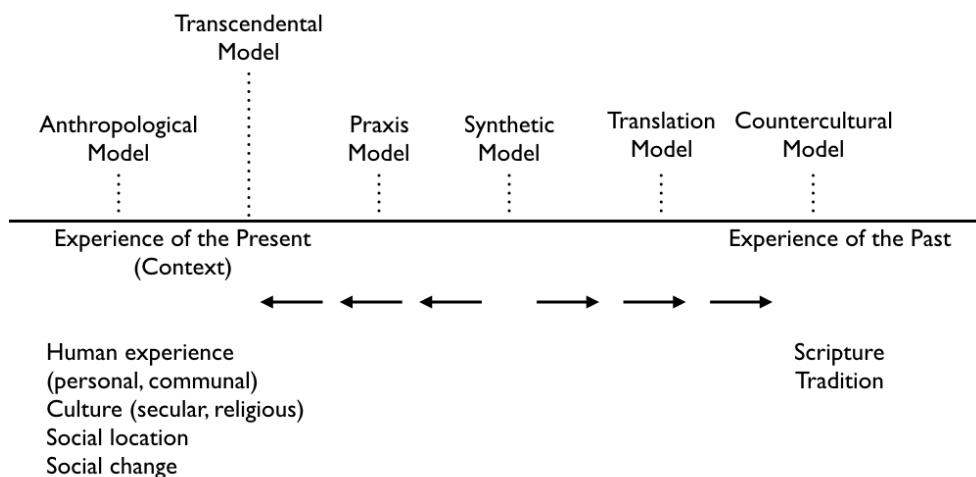 Transcendental
Model
Anthropological
Model
Praxis
Model
Synthetic
Model
Translation
Model
Countercultural
Model
Experience of the Present
(Context)
Experience of the Past
Human experience
(personal, communal)
Culture (secular, religious)
Social location
Social change
Scripture
Tradition